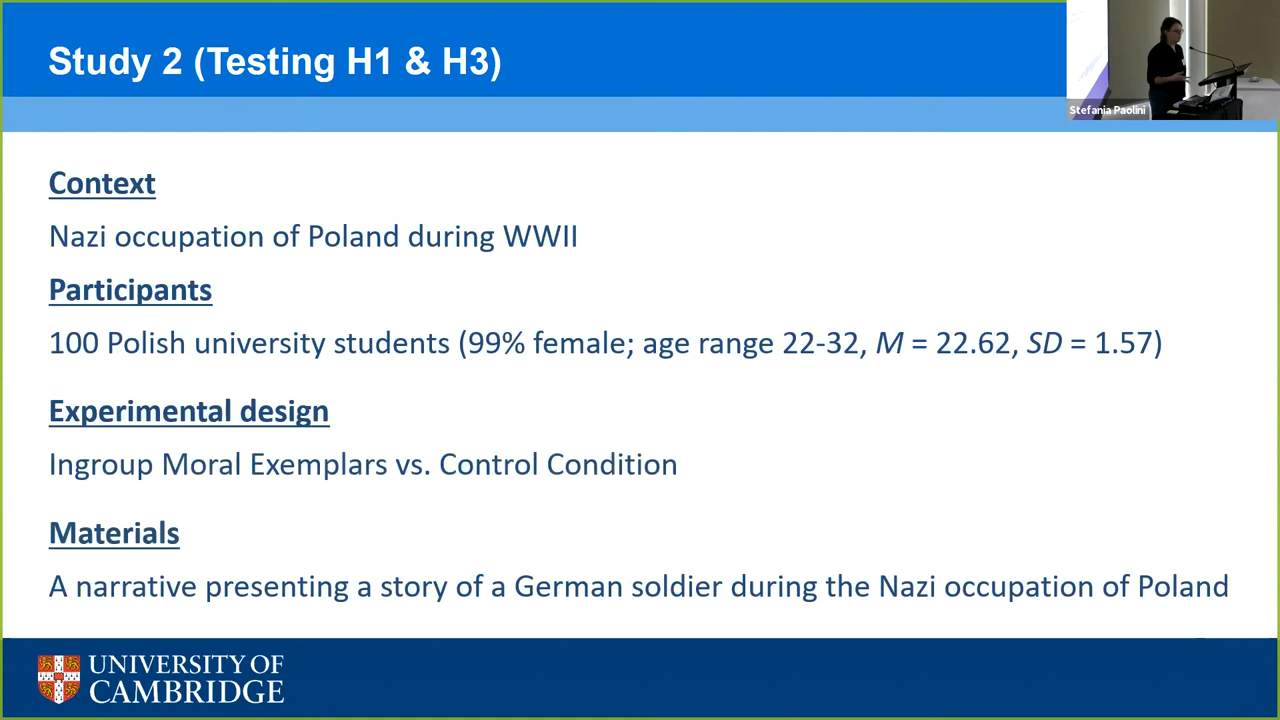 Study 2 (Testing H1 & H3)
Stefania Paolini
Context
Nazi occupation of Poland during WWII
Participants
100 Polish university students (99% female; age range 22-32, M = 22.62, SD = 1.57)
Experimental design
Ingroup Moral Exemplars vs. Control Condition
Materials
A narrative presenting a story of a German soldier during the Nazi occupation of Poland
UNIVERSITY OF
CAMBRIDGE